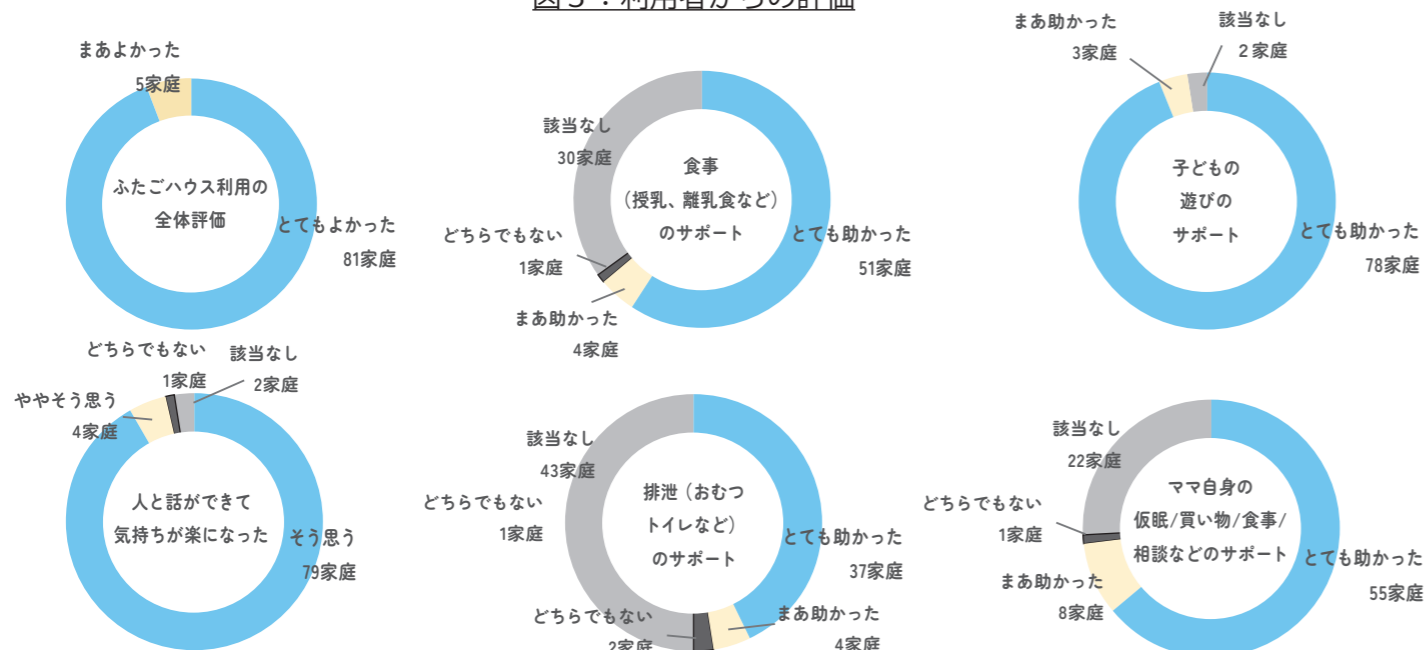 図3：利用者からの評価
まあよかった
5家庭
ふたごハウス利用の
全体評価
とてもよかった
81家庭
該当なし
30家庭
食事
（授乳、離乳食など）
のサポート
どちらでもない
1家庭
とても助かった
51家庭
まあ助かった
4家庭
まあ助かった
3家庭
該当なし
2家庭
子どもの
遊びの
サポート
とても助かった
78家庭
どちらでもない
1家庭
該当なし
2家庭
ややそう思う
4家庭
人と話ができて
気持ちが楽になった
そう思う
79家庭
該当なし
43家庭
どちらでもない
1家庭
排泄（おむつ
トイレなど）
のサポート
とても助かった
37家庭
どちらでもない
2家庭
まあ助かった
4家庭
該当なし
22家庭
どちらでもない
1家庭
まあ助かった
8家庭
ママ自身の
仮眠/買い物/食事/
相談などのサポート
とても助かった
55家庭